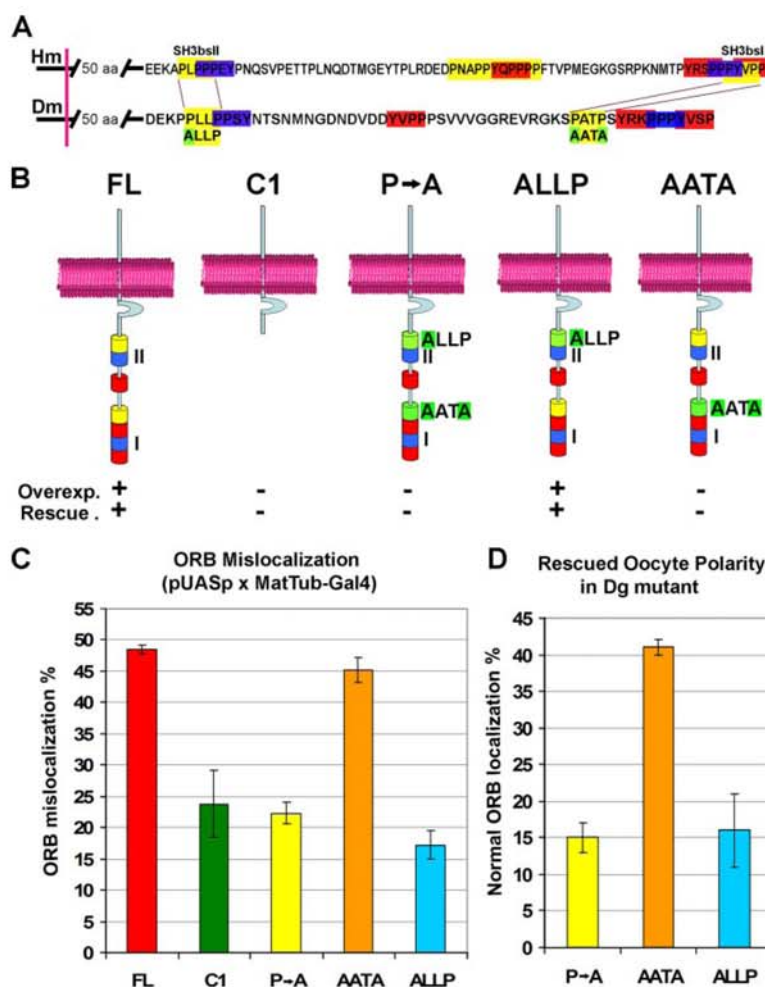 A
SH3bsII
SH3bsI
Hm 50 aa EEKAPLPPPEYPNQSVPETTPLNQDTMGEYTPLRDEDPNAPPYQPPPPFTVPMEGKGSRPKNMTPYRSPPPYVPP
Dm 50 aa DEKPPLLPPSYNTSNMNGDNDVDDYVPPPSVVVGGREVRGKSPATPSYRKPPPYVSP
ALLP AATA
B
FL C1 P→A ALLP AATA
ALLP ALLP
II II II II
AATA AATA
I I I I
Overexp. + - - + -
Rescue . + - - + -
C
ORB Mislocalization
(pUASp x MatTub-Gal4)
ORB mislocalization %
55
50
45
40
35
30
25
20
15
10
5
0
FL C1 P→A AATA ALLP
D
Rescued Oocyte Polarity
in Dg mutant
Normal ORB localization %
45
40
35
30
25
20
15
10
5
0
P→A AATA ALLP